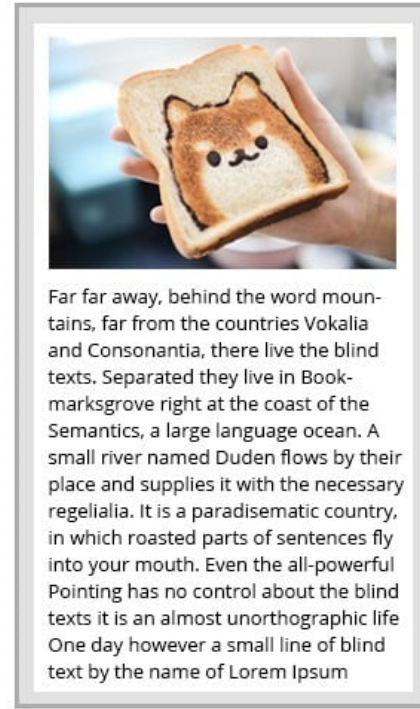 Far far away, behind the word moun-
tains, far from the countries Vokalia
and Consonantia, there live the blind
texts. Separated they live in Book-
marksgrove right at the coast of the
Semantics, a large language ocean. A
small river named Duden flows by their
place and supplies it with the necessary
regelialia. It is a paradisematic country,
in which roasted parts of sentences fly
into your mouth. Even the all-powerful
Pointing has no control about the blind
texts it is an almost unorthographic life
One day however a small line of blind
text by the name of Lorem Ipsum